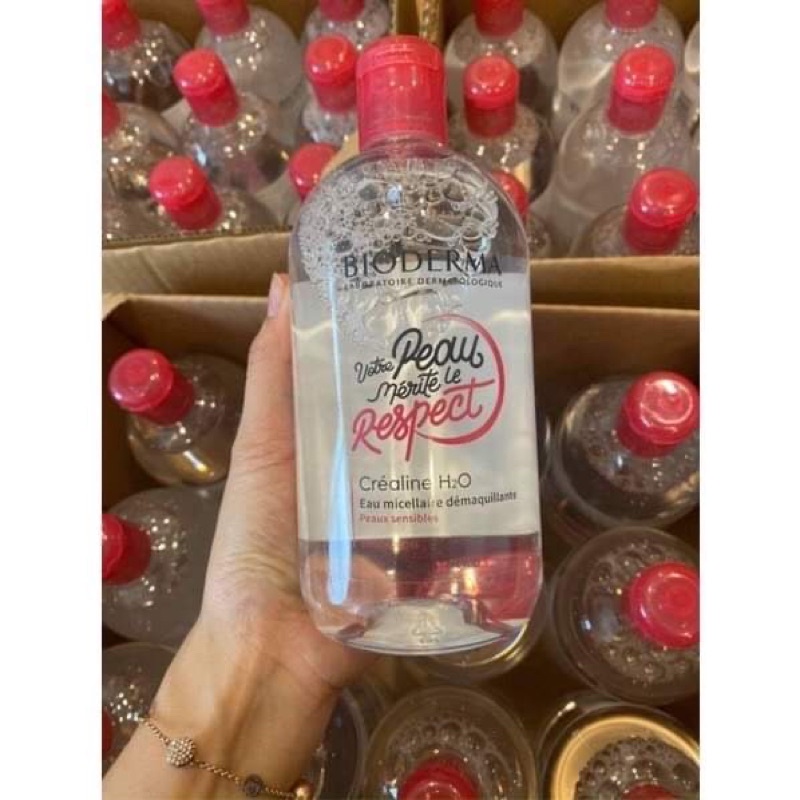 BIODERMA
LABORATOIRE DERMATOLOGIQUE
Votre Peau
mérite le
Respect
Créaline H₂O
Eau micellaire démaquillante
Peaux sensibles